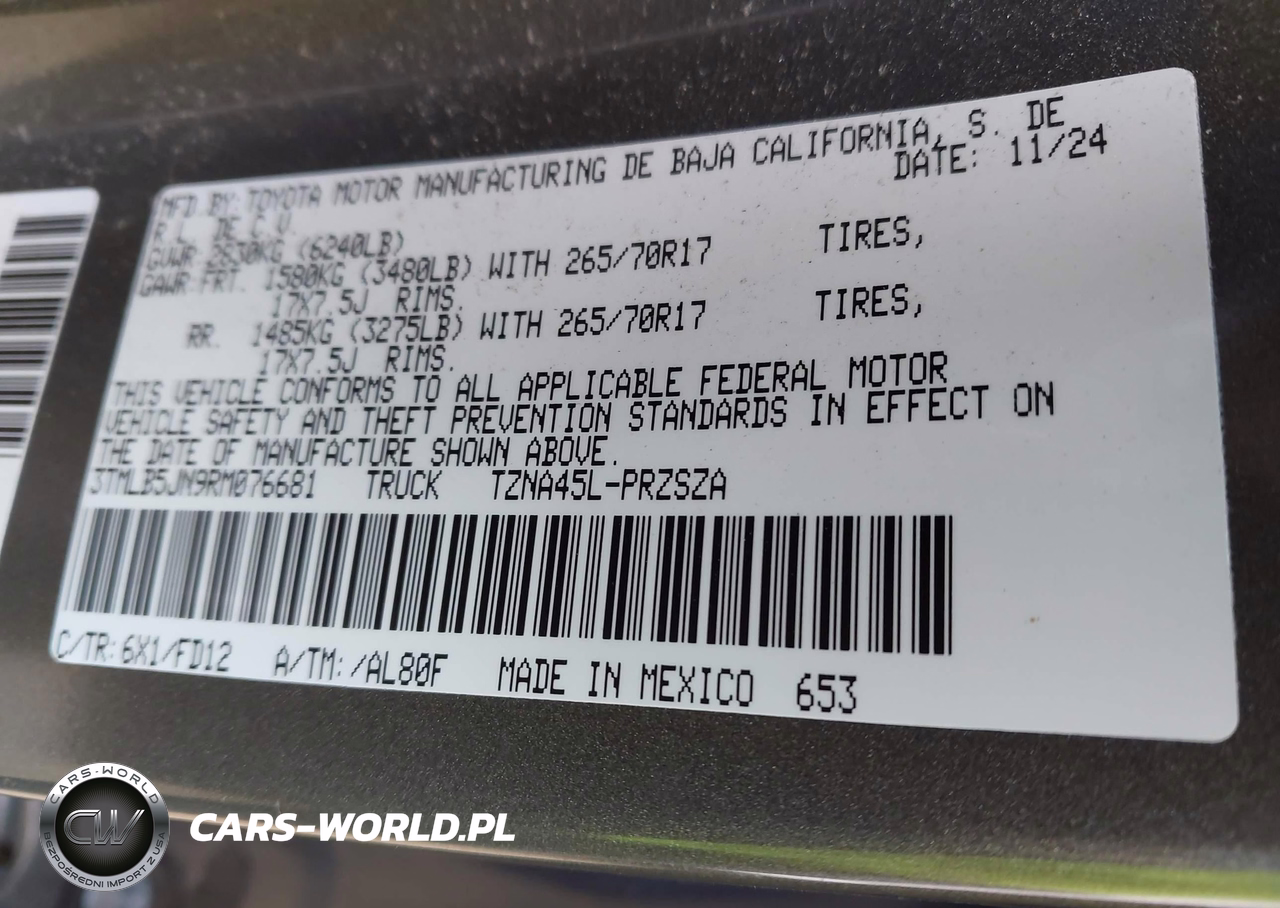 MFD. BY: TOYOTA MOTOR MANUFACTURING DE BAJA CALIFORNIA, S. DE
R.L. DE C.V. DATE: 11/24
GVWR 2830KG (6240LB)
GAWR FRT. 1580KG (3480LB) WITH 265/70R17 TIRES,
17X7.5J RIMS.
RR. 1485KG (3275LB) WITH 265/70R17 TIRES,
17X7.5J RIMS.
THIS VEHICLE CONFORMS TO ALL APPLICABLE FEDERAL MOTOR
VEHICLE SAFETY AND THEFT PREVENTION STANDARDS IN EFFECT ON
THE DATE OF MANUFACTURE SHOWN ABOVE.
3TMLB5JN9RM076681 TRUCK TZNA45L-PRZSZA
C/TR: 6X1/FD12 A/TM: /AL80F MADE IN MEXICO 653
CARS-WORLD
CW
BEZPOŚREDNI IMPORT Z USA
CARS-WORLD.PL